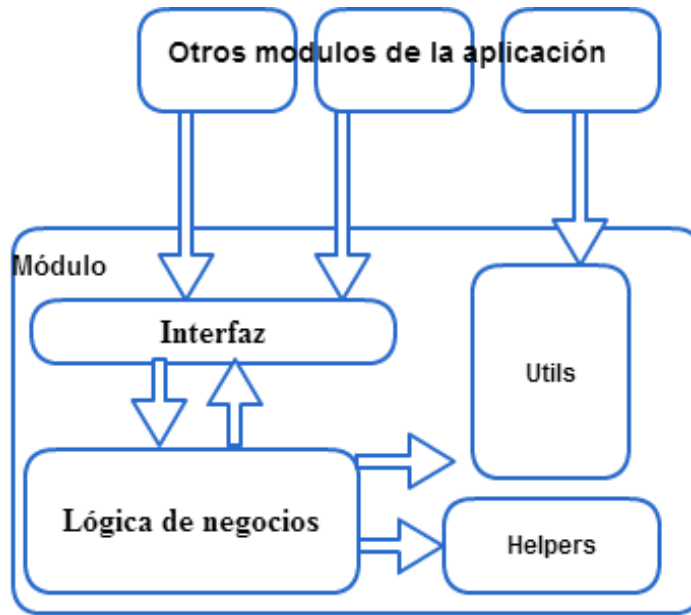 Otros modulos de la aplicación
Módulo
Interfaz
Utils
Lógica de negocios
Helpers